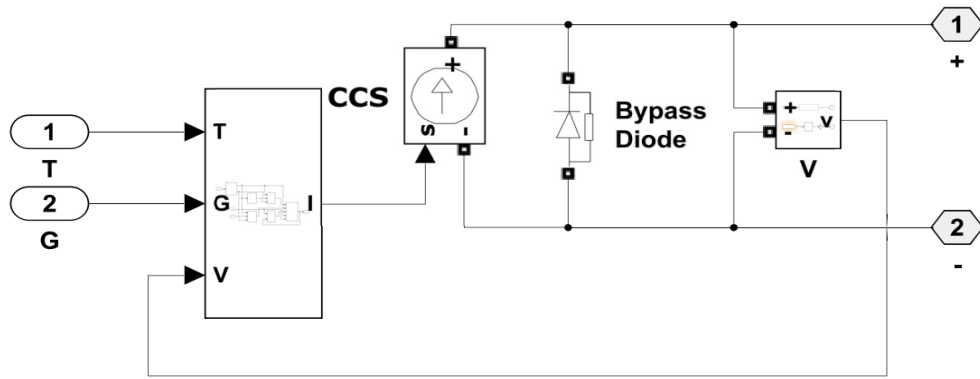 1
+
CCS
+
s
-
Bypass
Diode
+
-
v
V
1
T
T
2
G
G
I
V
2
-